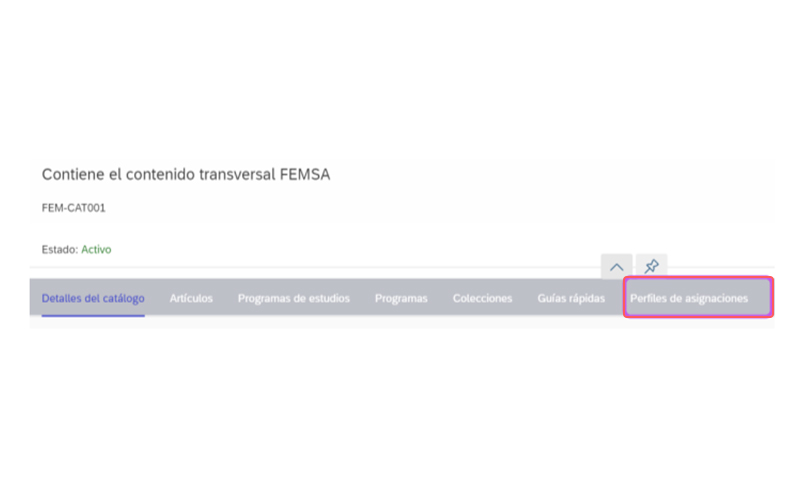 Contiene el contenido transversal FEMSA
FEM-CAT001
Estado: Activo
Detalles del catálogo Artículos Programas de estudios Programas Colecciones Guías rápidas Perfiles de asignaciones